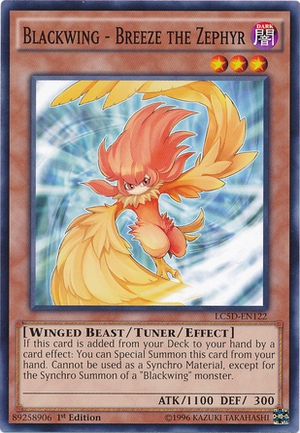 BLACKWING - BREEZE THE ZEPHYR
DARK
闇
LC5D-EN122
[WINGED BEAST/TUNER/EFFECT]
If this card is added from your Deck to your hand by a
card effect: You can Special Summon this card from your
hand. Cannot be used as a Synchro Material, except for
the Synchro Summon of a "Blackwing" monster.
ATK/1100 DEF/ 300
89258906 1st Edition ©1996 KAZUKI TAKAHASHI